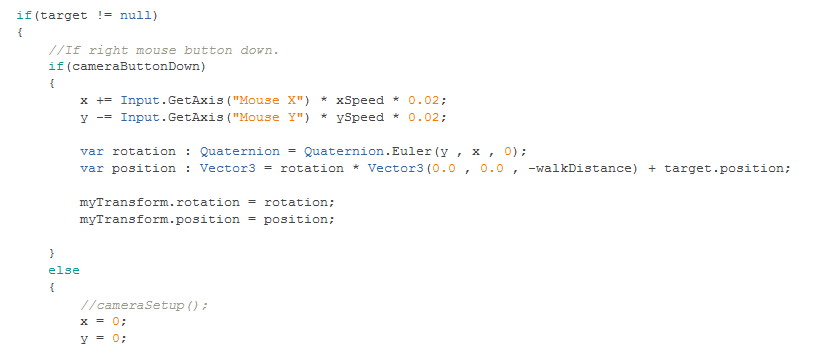 if(target != null)
{
//If right mouse button down.
if(cameraButtonDown)
{
x += Input.GetAxis("Mouse X") * xSpeed * 0.02;
y -= Input.GetAxis("Mouse Y") * ySpeed * 0.02;
var rotation : Quaternion = Quaternion.Euler(y , x , 0);
var position : Vector3 = rotation * Vector3(0.0 , 0.0 , -walkDistance) + target.position;
myTransform.rotation = rotation;
myTransform.position = position;
}
else
{
//cameraSetup();
x = 0;
y = 0;